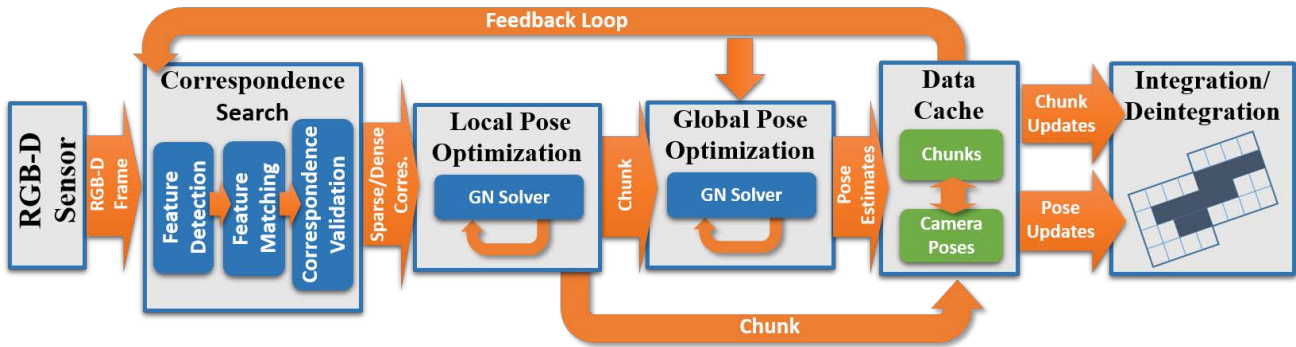 Feedback Loop
RGB-D
Sensor
RGB-D
Frame
Correspondence
Search
Feature
Detection
Feature
Matching
Correspondence
Validation
Sparse/Dense
Corres.
Local Pose
Optimization
GN Solver
Chunk
Global Pose
Optimization
GN Solver
Pose
Estimates
Data
Cache
Chunks
Camera
Poses
Chunk
Updates
Pose
Updates
Integration/
Deintegration
Chunk